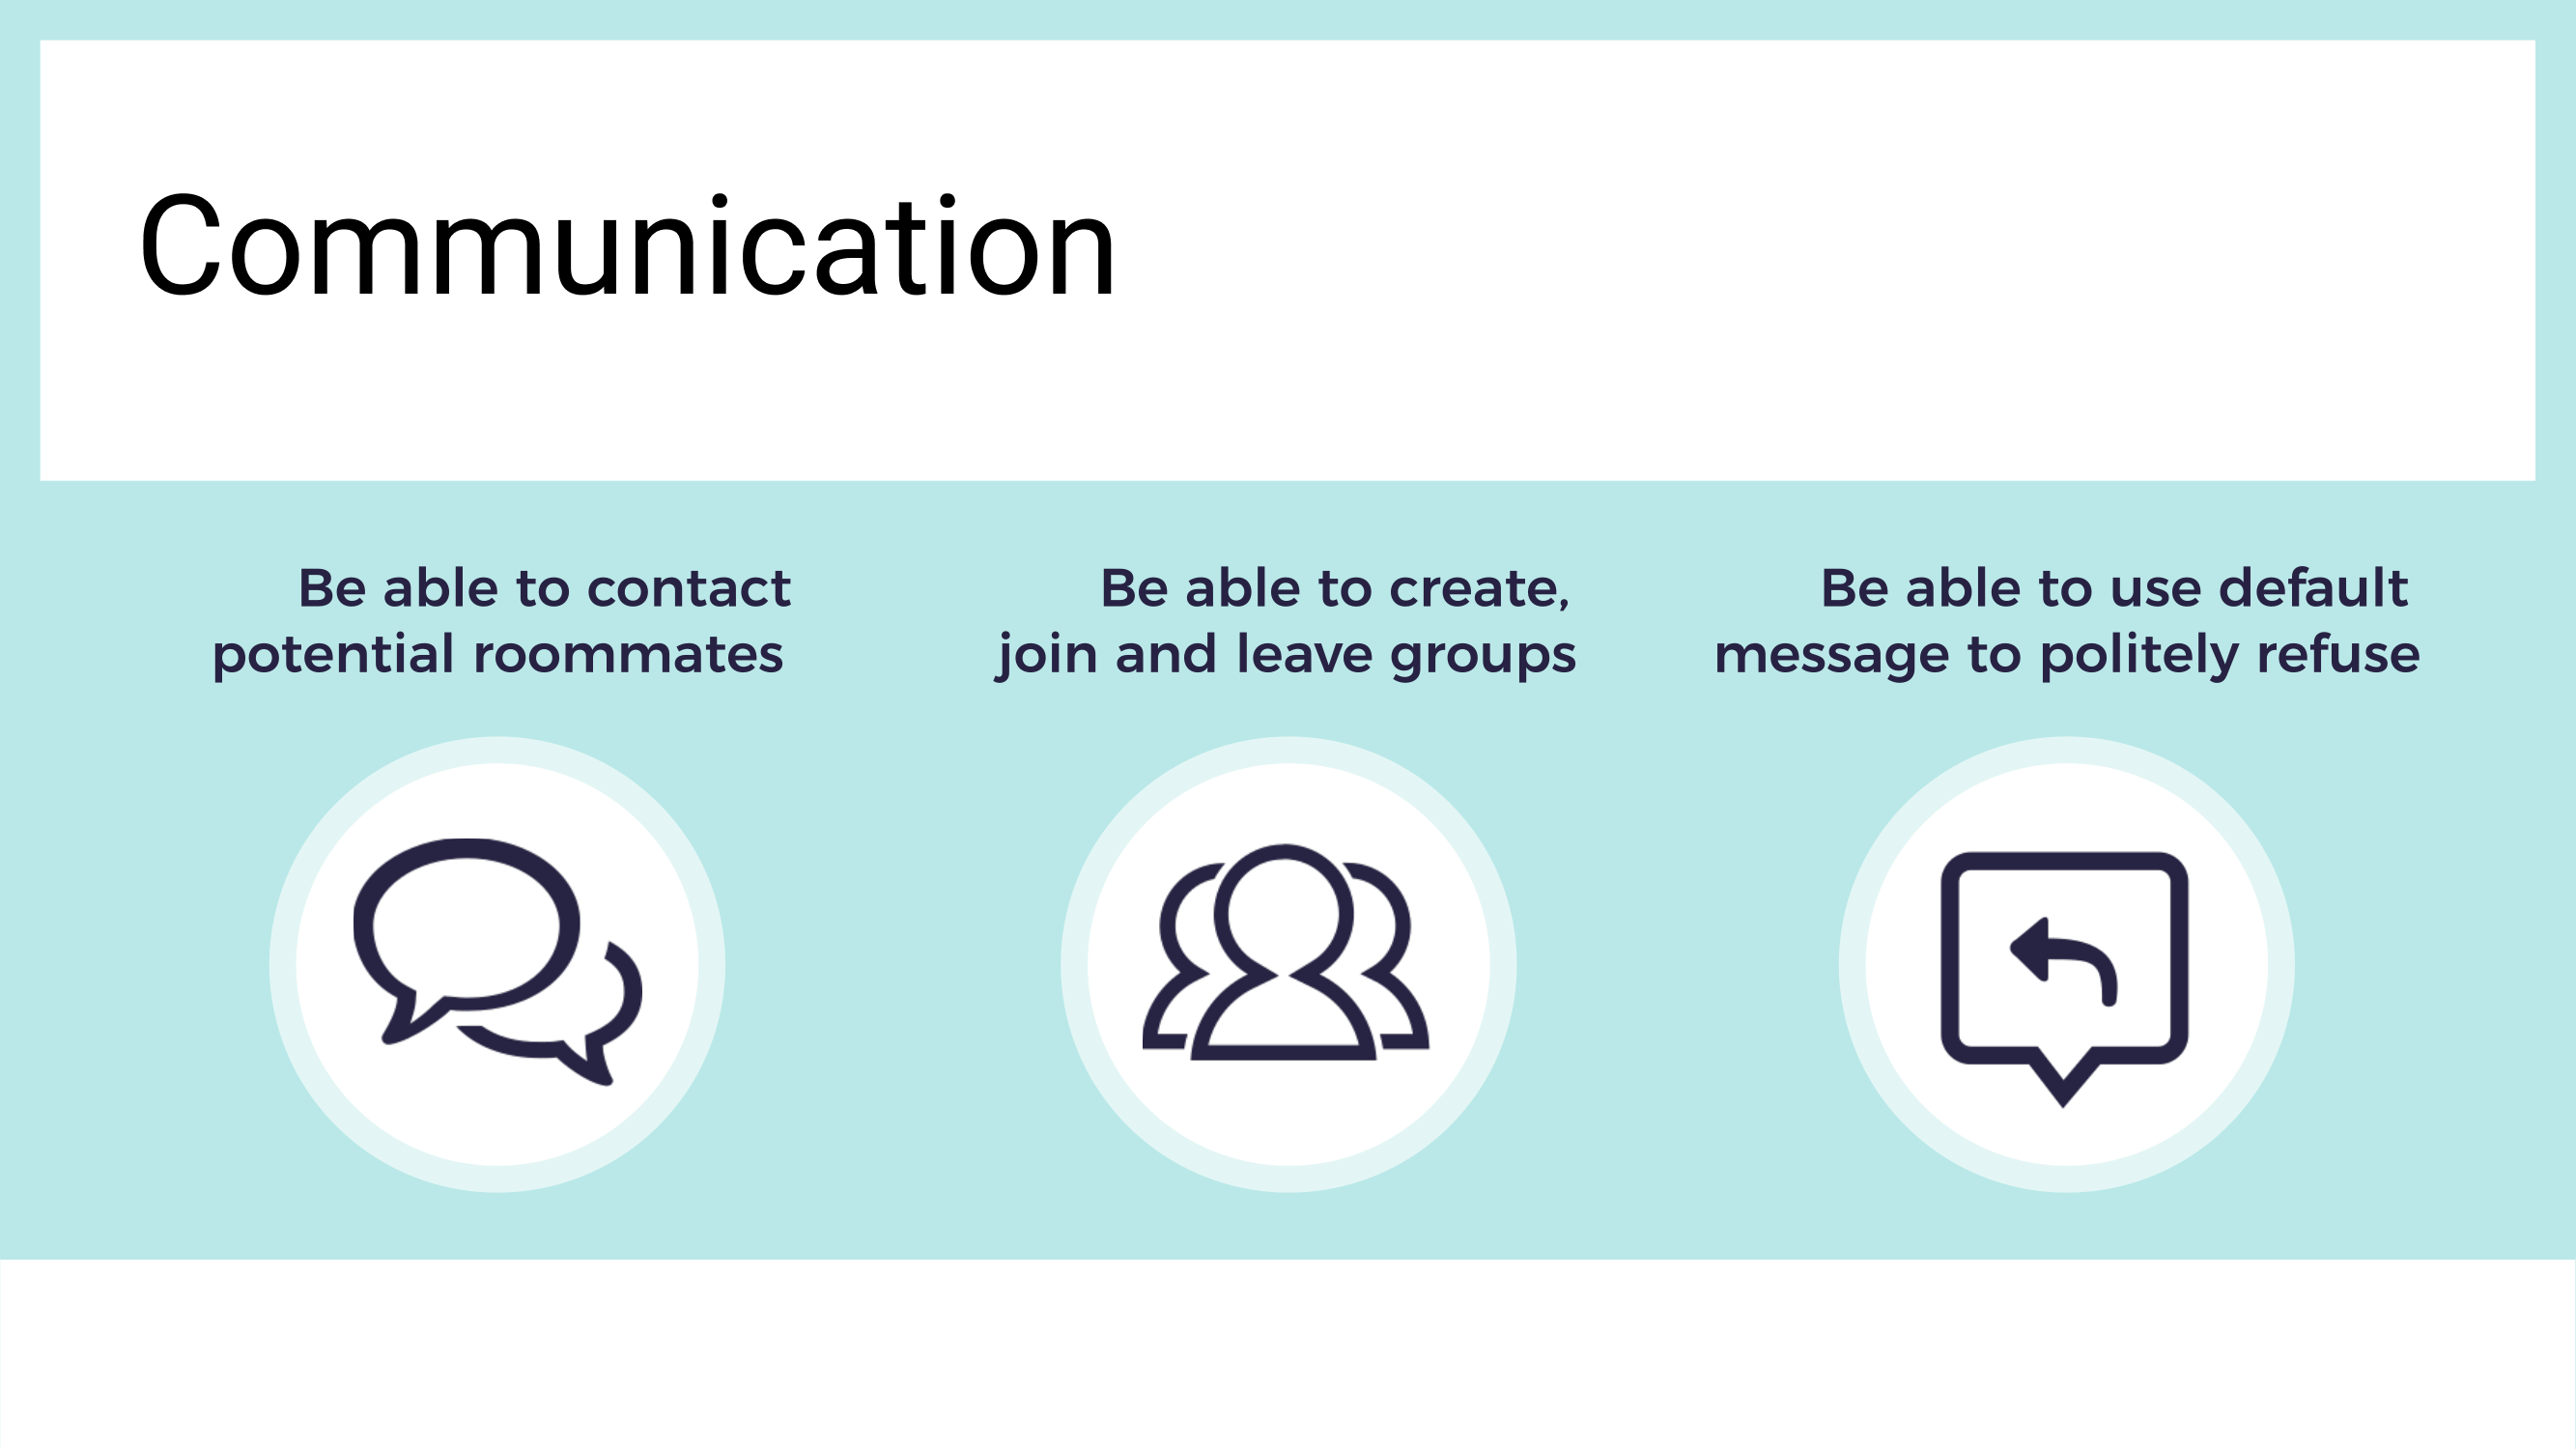 Communication
Be able to contact
potential roommates
Be able to create,
join and leave groups
Be able to use default
message to politely refuse